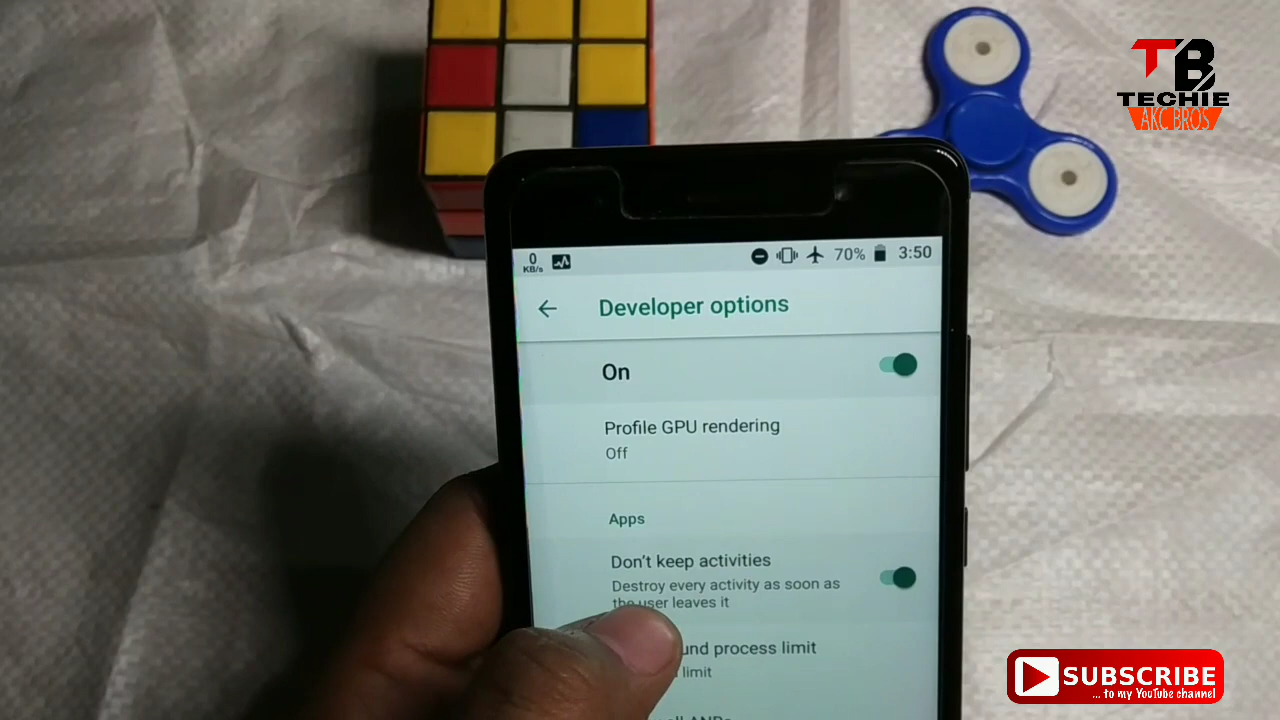 TB
TECHIE
AKC BROS
0
KB/s
70%
3:50
Developer options
On
Profile GPU rendering
Off
Apps
Don't keep activities
Destroy every activity as soon as
the user leaves it
process limit
limit
SUBSCRIBE
... to my YouTube channel